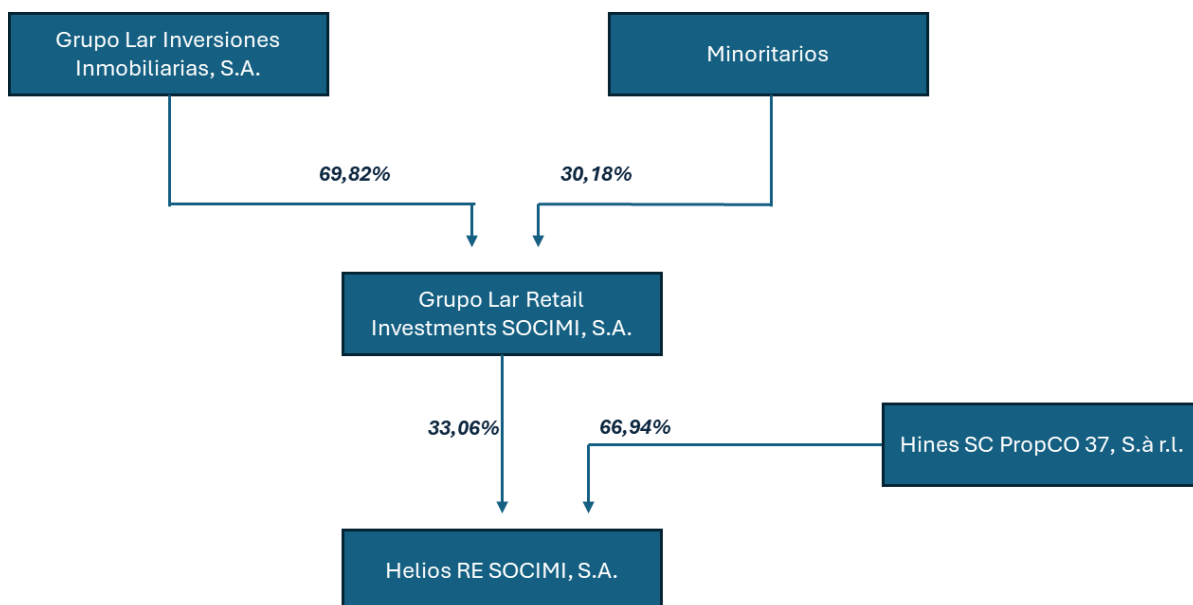 Grupo Lar Inversiones
Inmobiliarias, S.A.
Minoritarios
69,82%
30,18%
Grupo Lar Retail
Investments SOCIMI, S.A.
33,06%
66,94%
Hines SC PropCO 37, S.à r.l.
Helios RE SOCIMI, S.A.